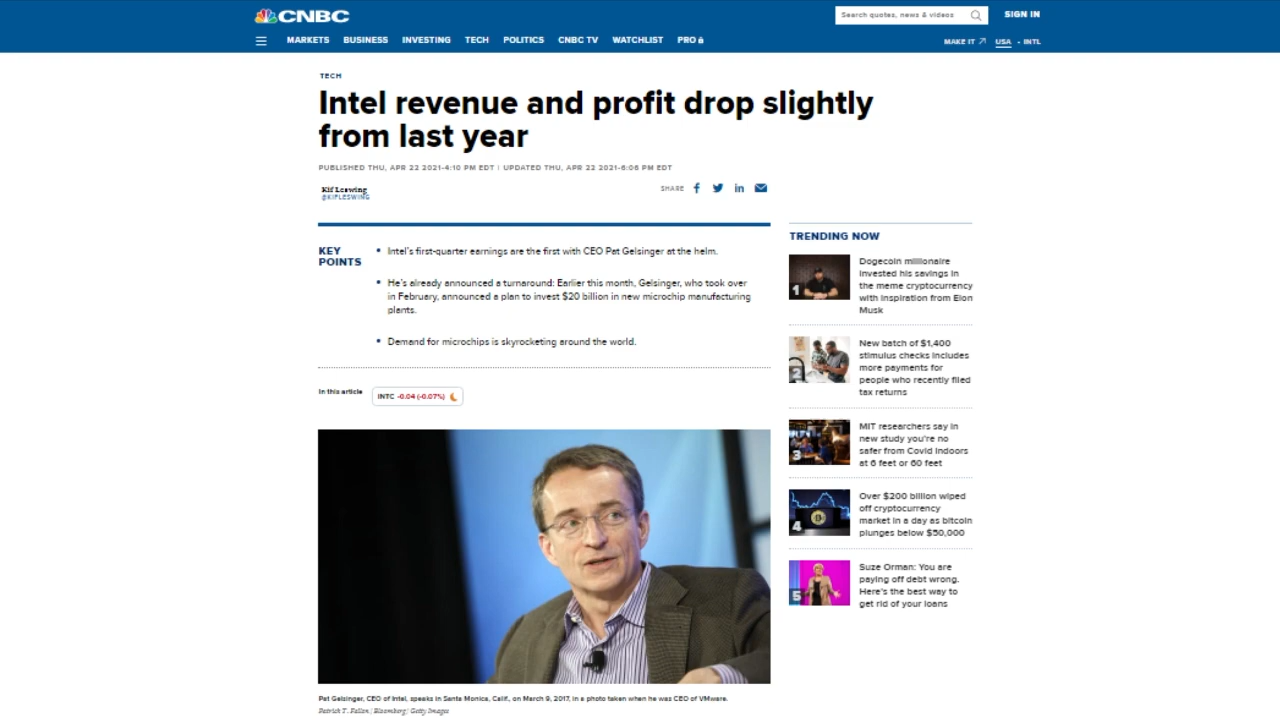 CNBC
Search quotes, news & videos
SIGN IN
MARKETS BUSINESS INVESTING TECH POLITICS CNBC TV WATCHLIST PRO
MAKE IT USA • INTL
TECH
Intel revenue and profit drop slightly
from last year
PUBLISHED THU, APR 22 2021-4:10 PM EDT | UPDATED THU, APR 22 2021-6:06 PM EDT
Kif Leswing
@KIFLESWING
SHARE
KEY
POINTS
Intel's first-quarter earnings are the first with CEO Pat Gelsinger at the helm.
He's already announced a turnaround: Earlier this month, Gelsinger, who took over
in February, announced a plan to invest $20 billion in new microchip manufacturing
plants.
Demand for microchips is skyrocketing around the world.
In this article
INTC -0.04 (-0.07%)
Pat Gelsinger, CEO of Intel, speaks in Santa Monica, Calif., on March 9, 2017, in a photo taken when he was CEO of VMware.
Patrick T. Fallon | Bloomberg | Getty Images
TRENDING NOW
1
Dogecoin millionaire
invested his savings in
the meme cryptocurrency
with inspiration from Elon
Musk
2
New batch of $1,400
stimulus checks includes
more payments for
people who recently filed
tax returns
3
MIT researchers say in
new study you're no
safer from Covid indoors
at 6 feet or 60 feet
4
Over $200 billion wiped
off cryptocurrency
market in a day as bitcoin
plunges below $50,000
5
Suze Orman: You are
paying off debt wrong.
Here's the best way to
get rid of your loans